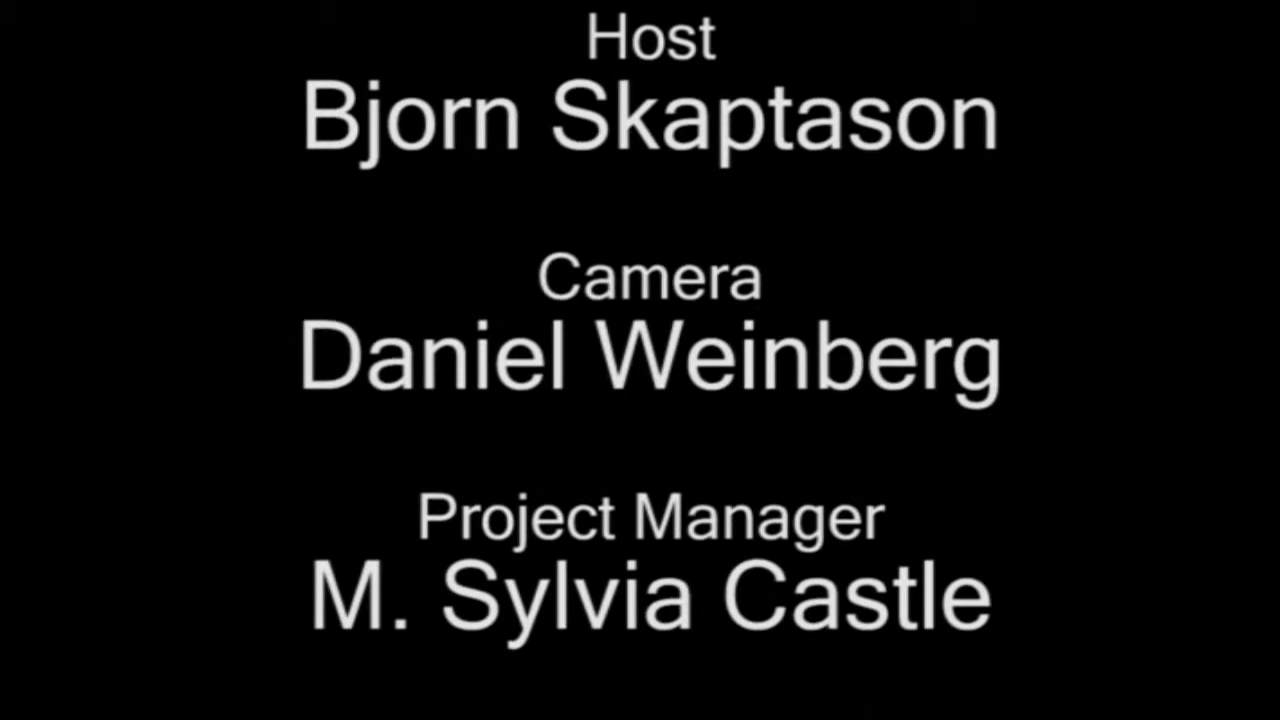 Host
Bjorn Skaptason
Camera
Daniel Weinberg
Project Manager
M. Sylvia Castle